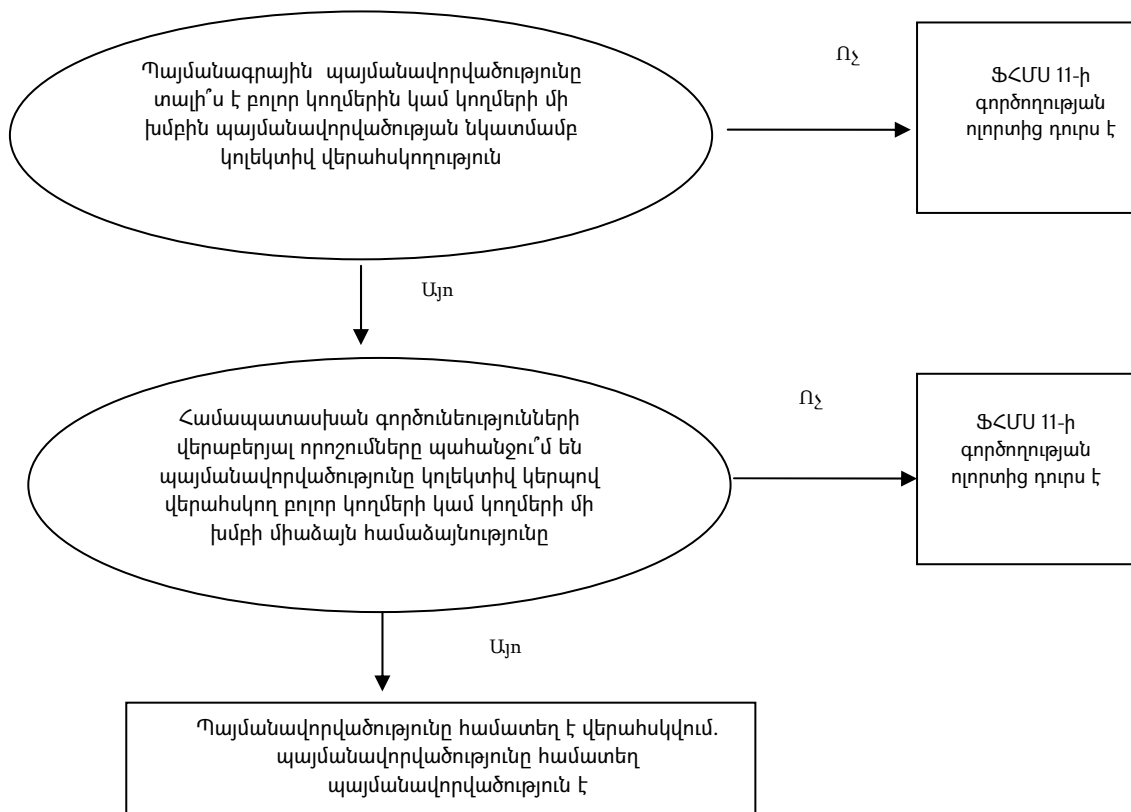 Պայմանագրային պայմանավորվածությունը
տալի՞ս է բոլոր կողմերին կամ կողմերի մի
խմբին պայմանավորվածության նկատմամբ
կոլեկտիվ վերահսկողություն
Ոչ
ՖՀՄՍ 11-ի
գործողության
ոլորտից դուրս է
Այո
Համապատասխան գործունեությունների
վերաբերյալ որոշումները պահանջու՞մ են
պայմանավորվածությունը կոլեկտիվ կերպով
վերահսկող բոլոր կողմերի կամ կողմերի մի
խմբի միաձայն համաձայնությունը
Ոչ
ՖՀՄՍ 11-ի
գործողության
ոլորտից դուրս է
Այո
Պայմանավորվածությունը համատեղ է վերահսկվում.
պայմանավորվածությունը համատեղ
պայմանավորվածություն է